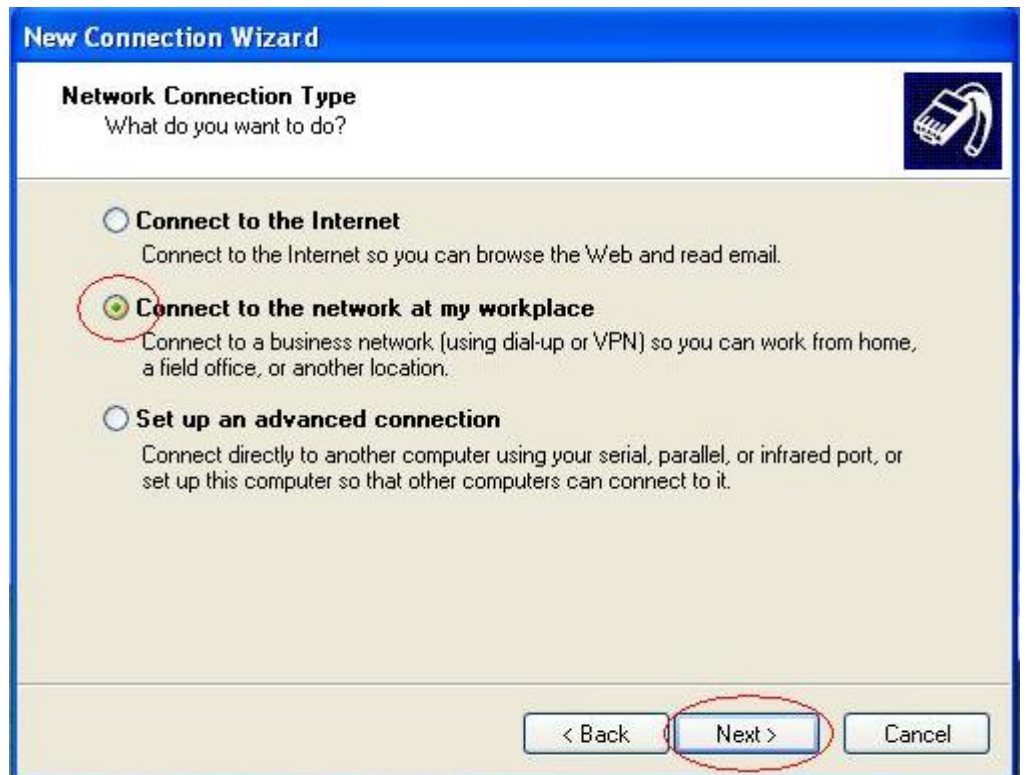 New Connection Wizard
Network Connection Type
What do you want to do?
Connect to the Internet
Connect to the Internet so you can browse the Web and read email.
Connect to the network at my workplace
Connect to a business network (using dial-up or VPN) so you can work from home,
a field office, or another location.
Set up an advanced connection
Connect directly to another computer using your serial, parallel, or infrared port, or
set up this computer so that other computers can connect to it.
< Back Next > Cancel